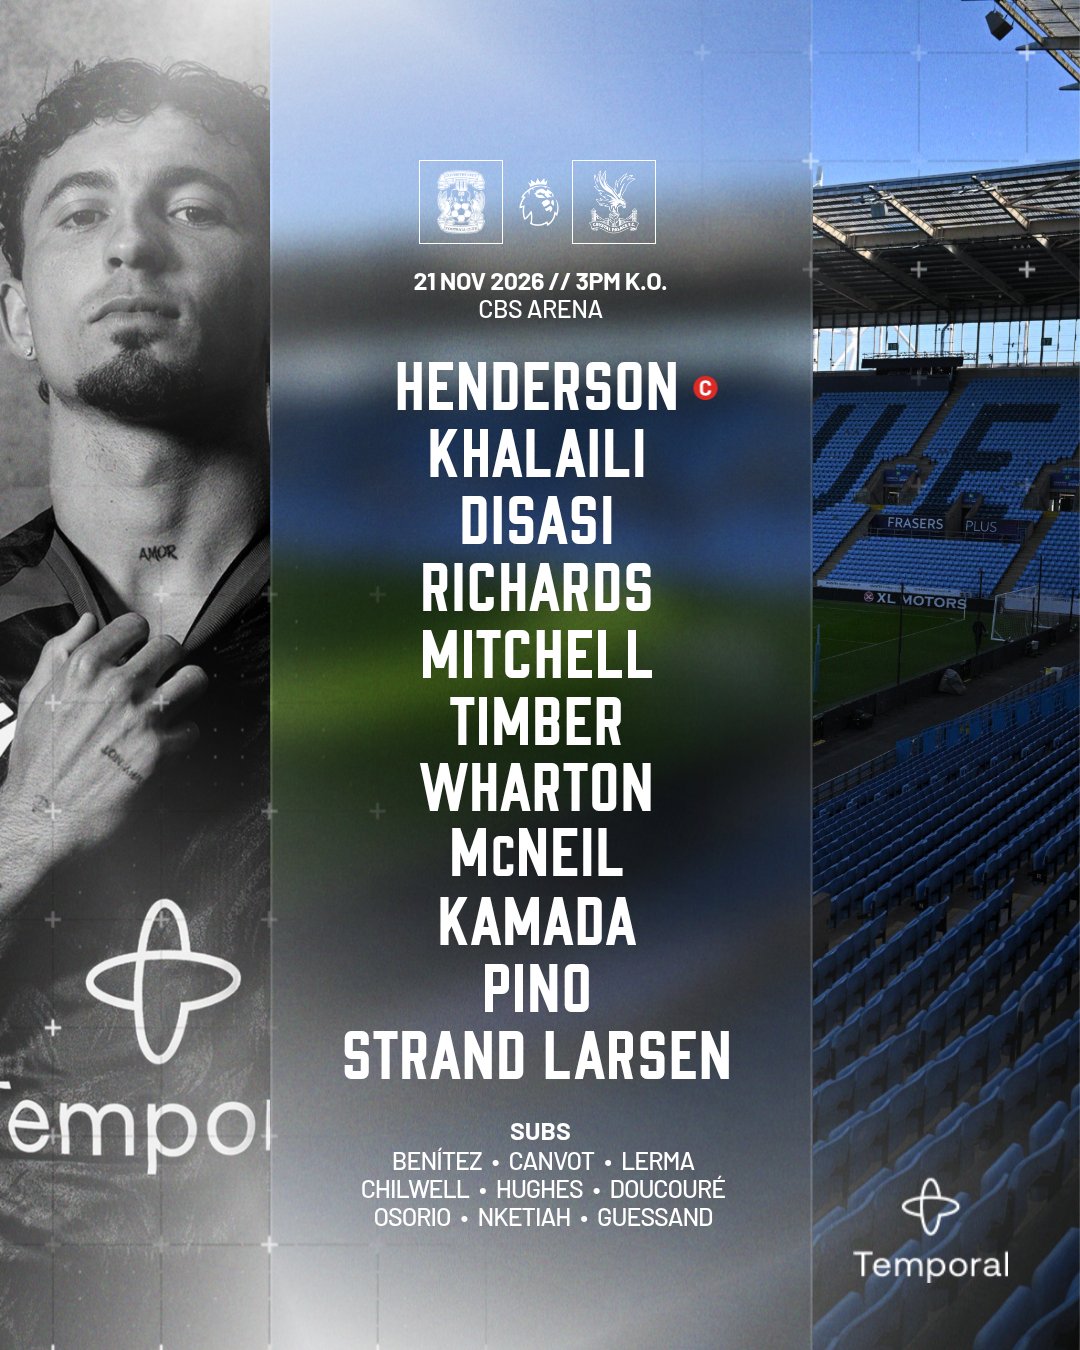 21 NOV 2026 // 3PM K.O.
CBS ARENA
HENDERSON C
KHALAILI
DISASI
RICHARDS
MITCHELL
TIMBER
WHARTON
McNEIL
KAMADA
PINO
STRAND LARSEN
SUBS
BENÍTEZ • CANVOT • LERMA
CHILWELL • HUGHES • DOUCOURÉ
OSORIO • NKETIAH • GUESSAND
AMOR
Tempor
UE
FRASERS PLUS
XL MOTORS
Temporal